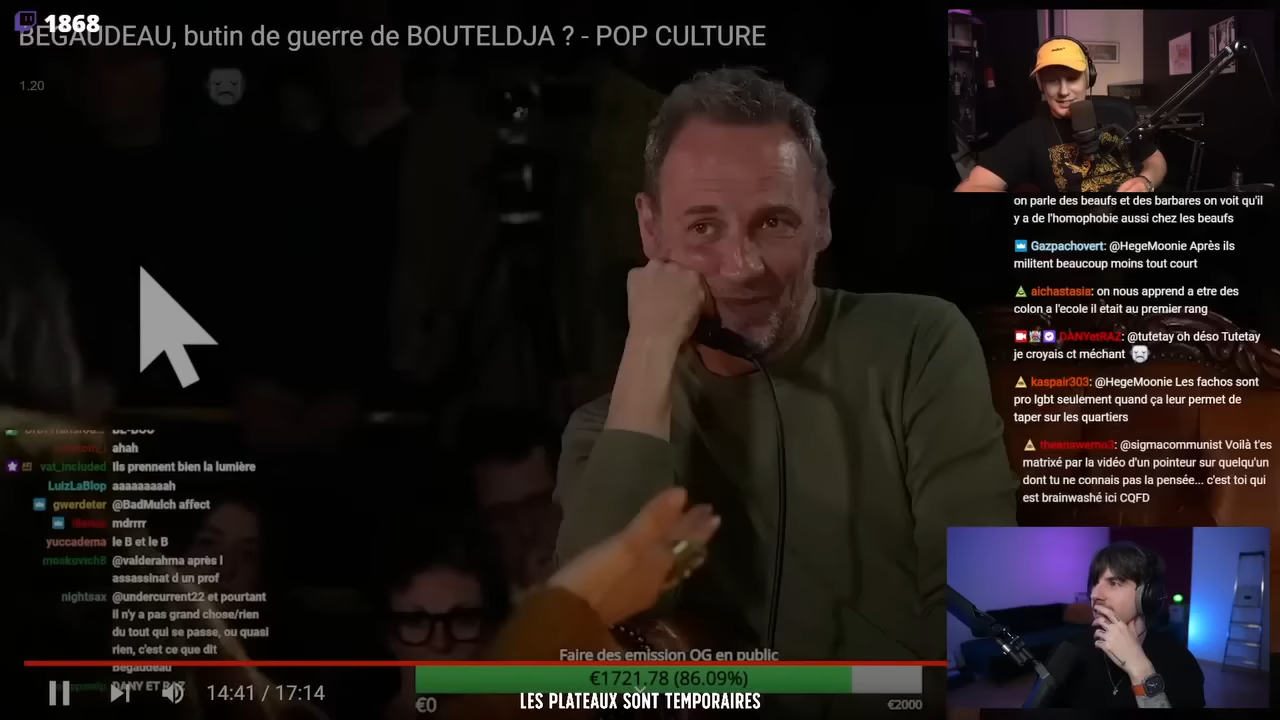 1868
BEGAUDEAU, butin de guerre de BOUTELDJA ? - POP CULTURE
1.20
on parle des beaufs et des barbares on voit qu'il
y a de l'homophobie aussi chez les beaufs
Gazpachovert: @HegeMoonie Après ils
militent beaucoup moins tout court
aichastasia: on nous apprend a etre des
colon a l'ecole il etait au premier rang
DANYetRAZ: @tutetay oh déso Tutetay
je croyais ct méchant
kaspair303: @HegeMoonie Les fachos sont
pro lgbt seulement quand ça leur permet de
taper sur les quartiers
theanswerno3: @sigmacommunist Voilà t'es
matrixé par la vidéo d'un pointeur sur quelqu'un
dont tu ne connais pas la pensée... c'est toi qui
est brainwashé ici CQFD
ahah
vat_included Ils prennent bien la lumière
LuizLaBlop aaaaaaaaah
gwerdeter @BadMulch affect
mdrrrr
yuccadema le B et le B
moskovich8 @valderahma après l
assassinat d un prof
nightsax @undercurrent22 et pourtant
il n'y a pas grand chose/rien
du tout qui se passe, ou quasi
rien, c'est ce que dit
Begaudeau
DANY ET RAZ
14:41 / 17:14
Faire des emission OG en public
€1721.78 (86.09%)
€0
€2000
LES PLATEAUX SONT TEMPORAIRES